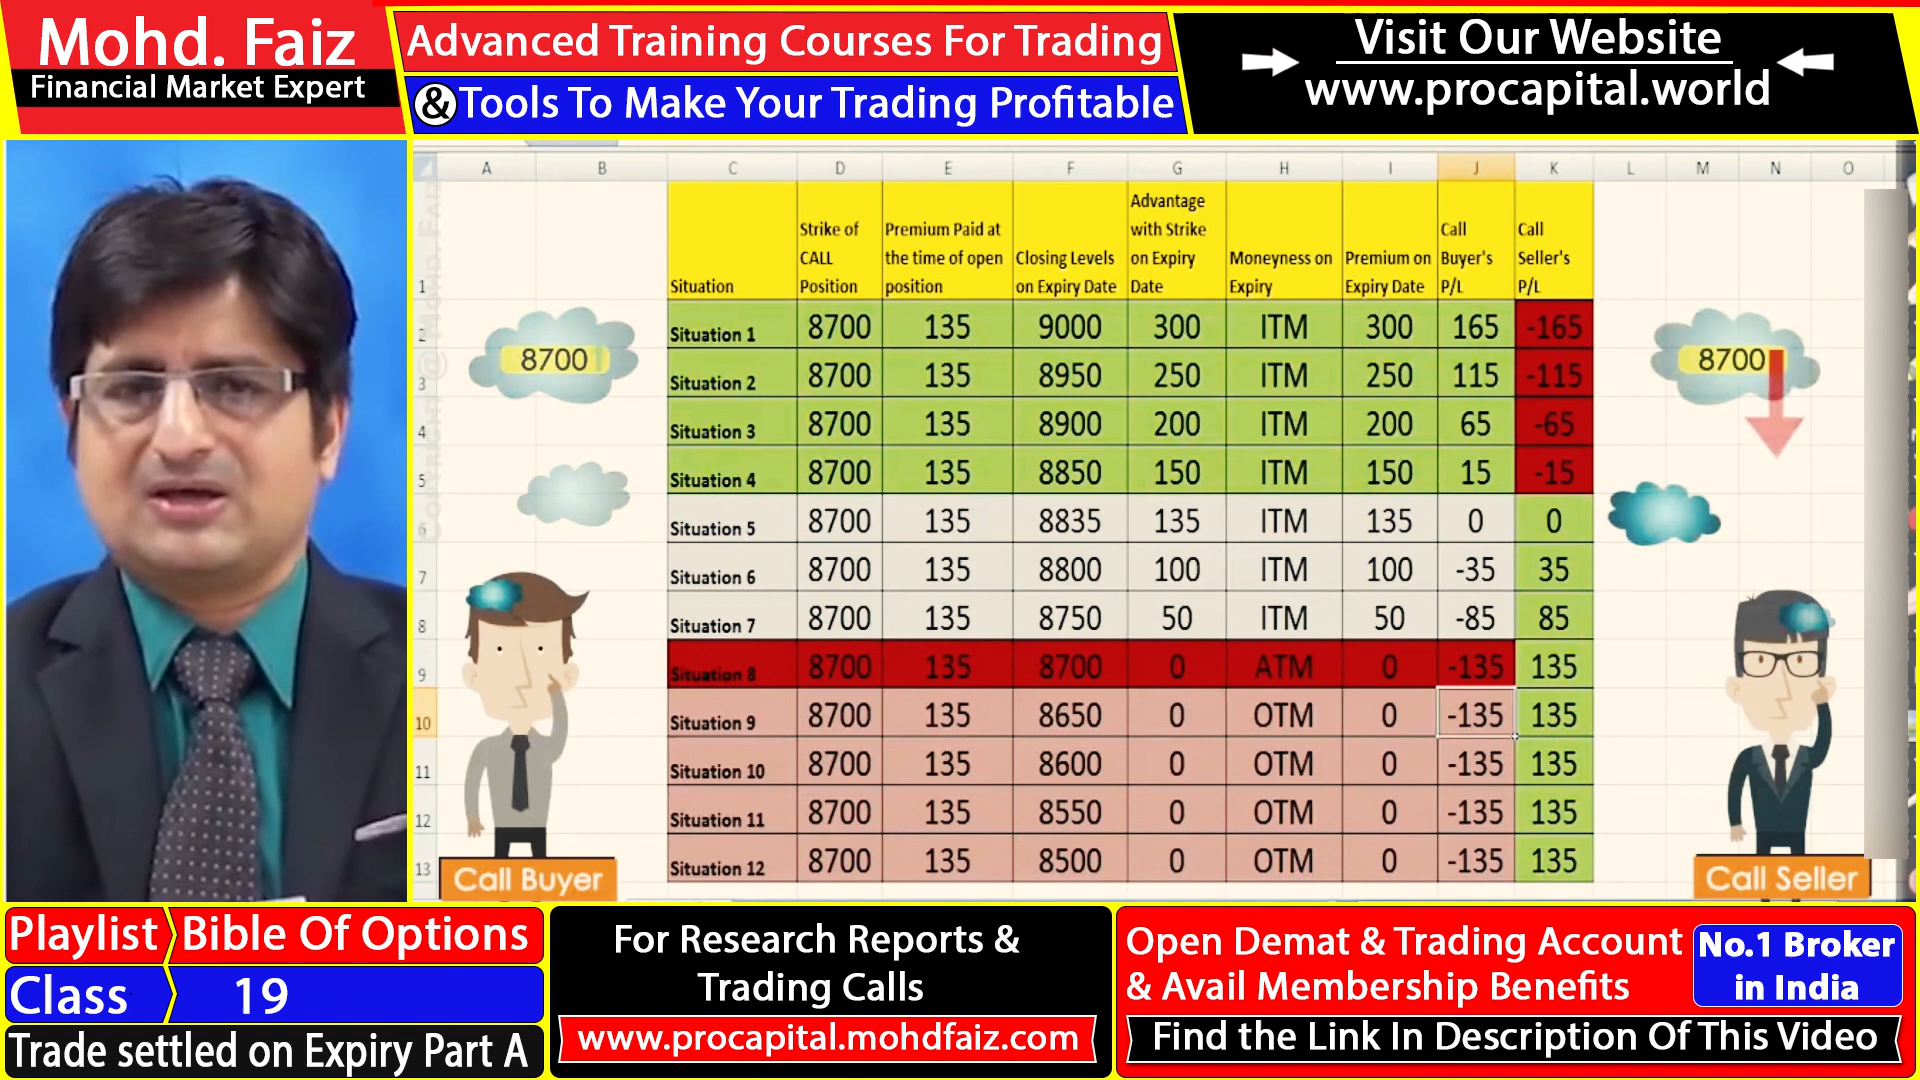 Mohd. Faiz
Financial Market Expert
Advanced Training Courses For Trading
& Tools To Make Your Trading Profitable
Visit Our Website
www.procapital.world
A B C D E F G H I J K L M N O
1 Situation Strike of CALL Position Premium Paid at the time of open position Closing Levels on Expiry Date Advantage with Strike on Expiry Date Moneyness on Expiry Premium on Expiry Date Call Buyer's P/L Call Seller's P/L
2 Situation 1 8700 135 9000 300 ITM 300 165 -165
3 Situation 2 8700 135 8950 250 ITM 250 115 -115
4 Situation 3 8700 135 8900 200 ITM 200 65 -65
5 Situation 4 8700 135 8850 150 ITM 150 15 -15
6 Situation 5 8700 135 8835 135 ITM 135 0 0
7 Situation 6 8700 135 8800 100 ITM 100 -35 35
8 Situation 7 8700 135 8750 50 ITM 50 -85 85
9 Situation 8 8700 135 8700 0 ATM 0 -135 135
10 Situation 9 8700 135 8650 0 OTM 0 -135 135
11 Situation 10 8700 135 8600 0 OTM 0 -135 135
12 Situation 11 8700 135 8550 0 OTM 0 -135 135
13 Situation 12 8700 135 8500 0 OTM 0 -135 135
8700
8700
Call Buyer
Call Seller
Playlist Bible Of Options
Class 19
Trade settled on Expiry Part A
For Research Reports &
Trading Calls
www.procapital.mohdfaiz.com
Open Demat & Trading Account
& Avail Membership Benefits
No.1 Broker
in India
Find the Link In Description Of This Video